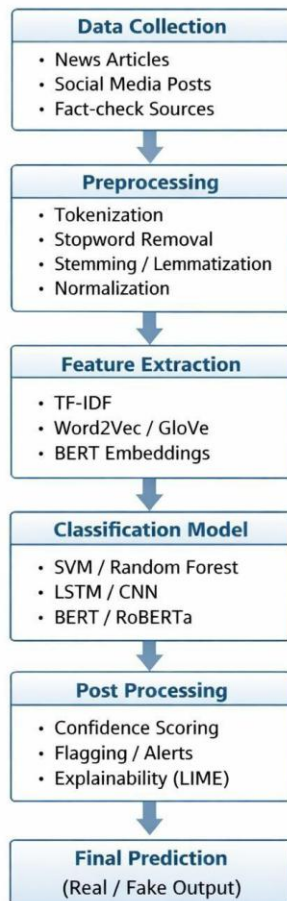 Data Collection
• News Articles
• Social Media Posts
• Fact-check Sources
Preprocessing
• Tokenization
• Stopword Removal
• Stemming / Lemmatization
• Normalization
Feature Extraction
• TF-IDF
• Word2Vec / GloVe
• BERT Embeddings
Classification Model
• SVM / Random Forest
• LSTM / CNN
• BERT / RoBERTa
Post Processing
• Confidence Scoring
• Flagging / Alerts
• Explainability (LIME)
Final Prediction
(Real / Fake Output)